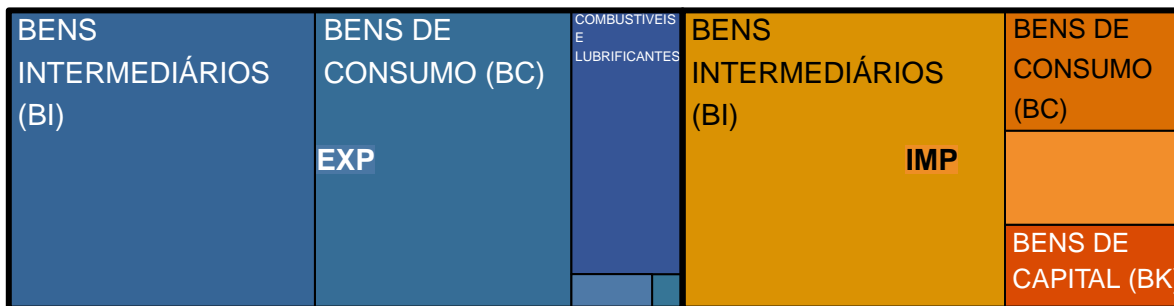 BENS
INTERMEDIÁRIOS
(BI)
BENS DE
CONSUMO (BC)
COMBUSTÍVEIS
E
LUBRIFICANTES
EXP
BENS
INTERMEDIÁRIOS
(BI)
IMP
BENS DE
CONSUMO
(BC)
BENS DE
CAPITAL (BK